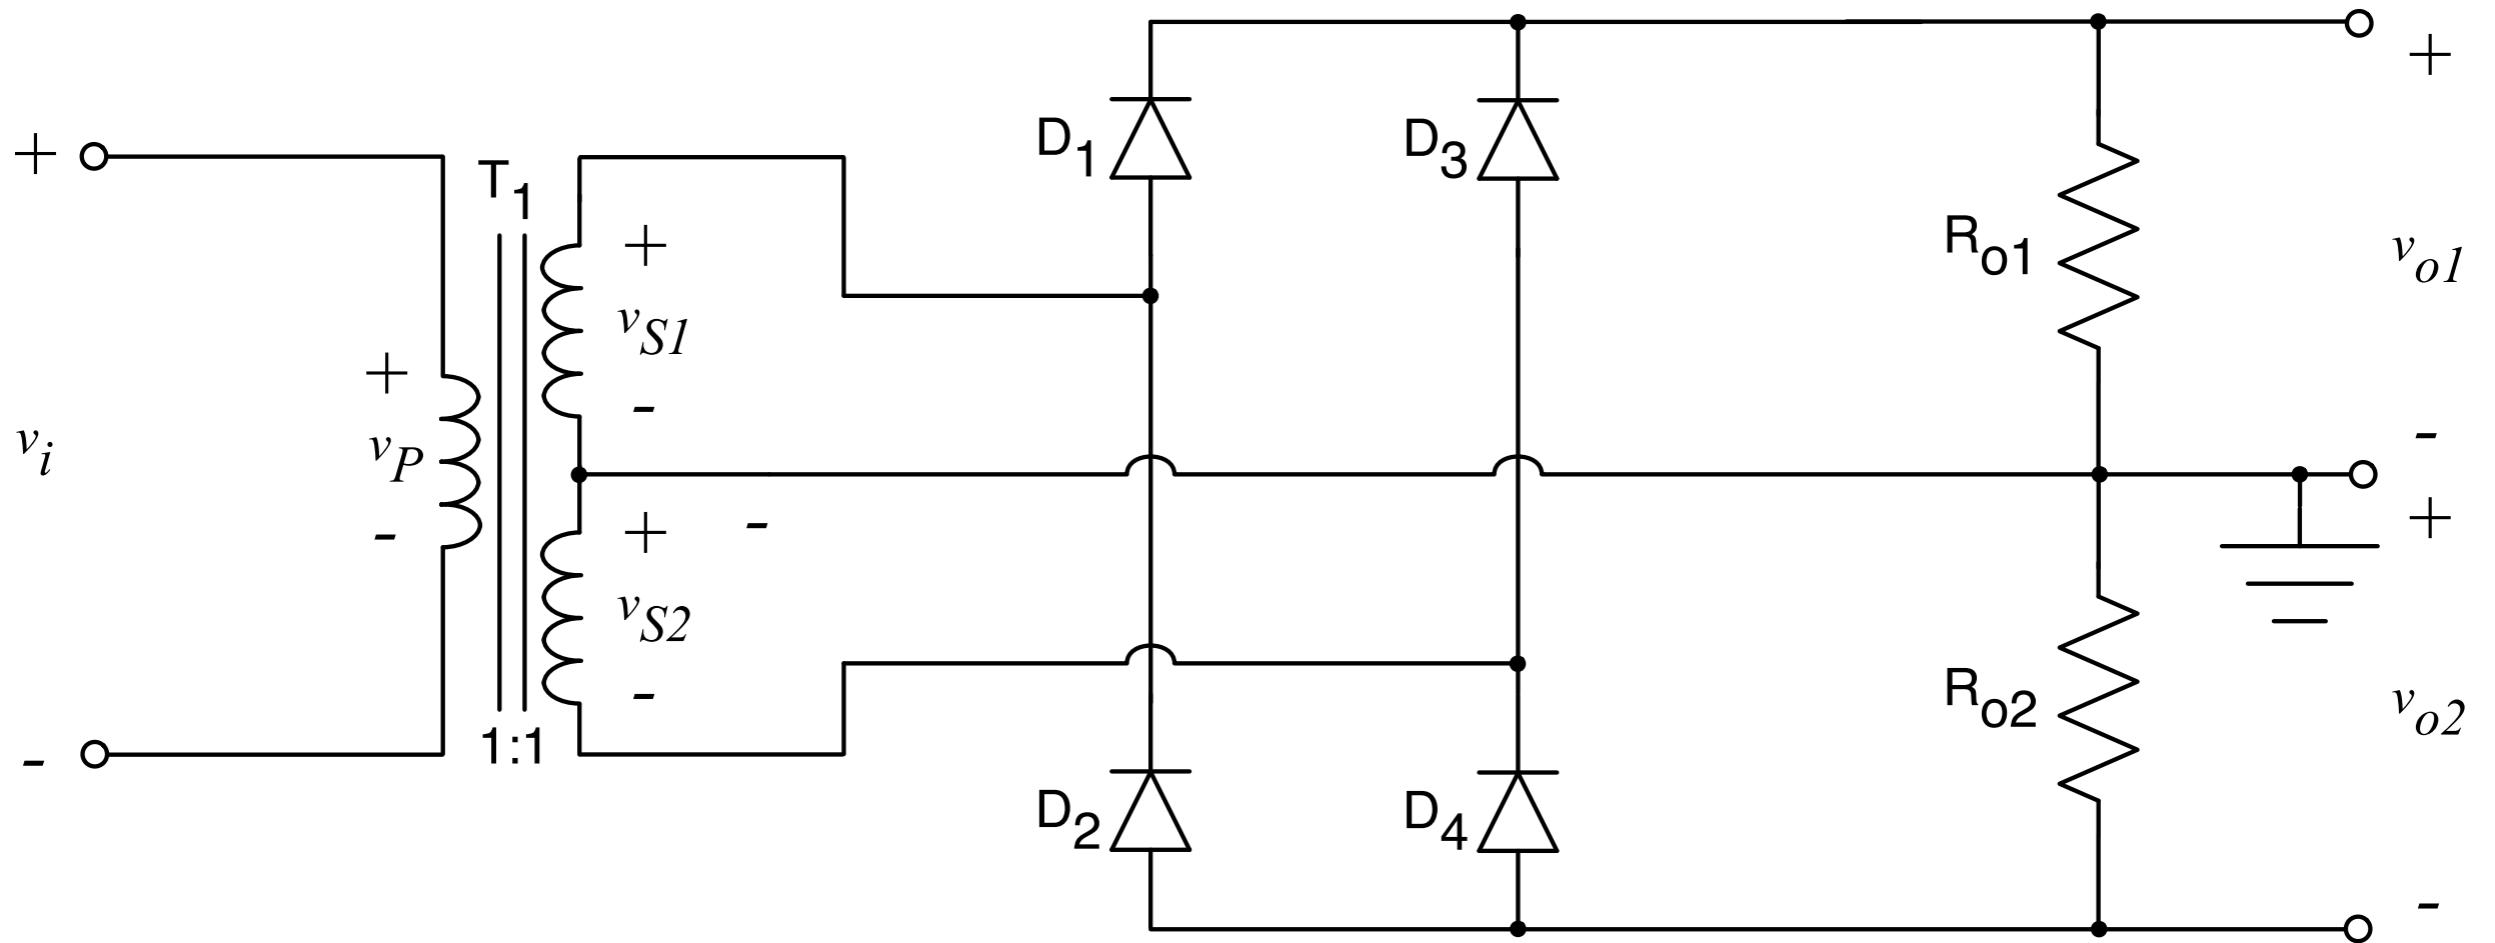 +
T1
D1
D3
+
+
vS1
-
Ro1
vo1
+
vi
vP
-
-
+
vS2
-
-
+
1:1
-
D2
D4
Ro2
vo2
-